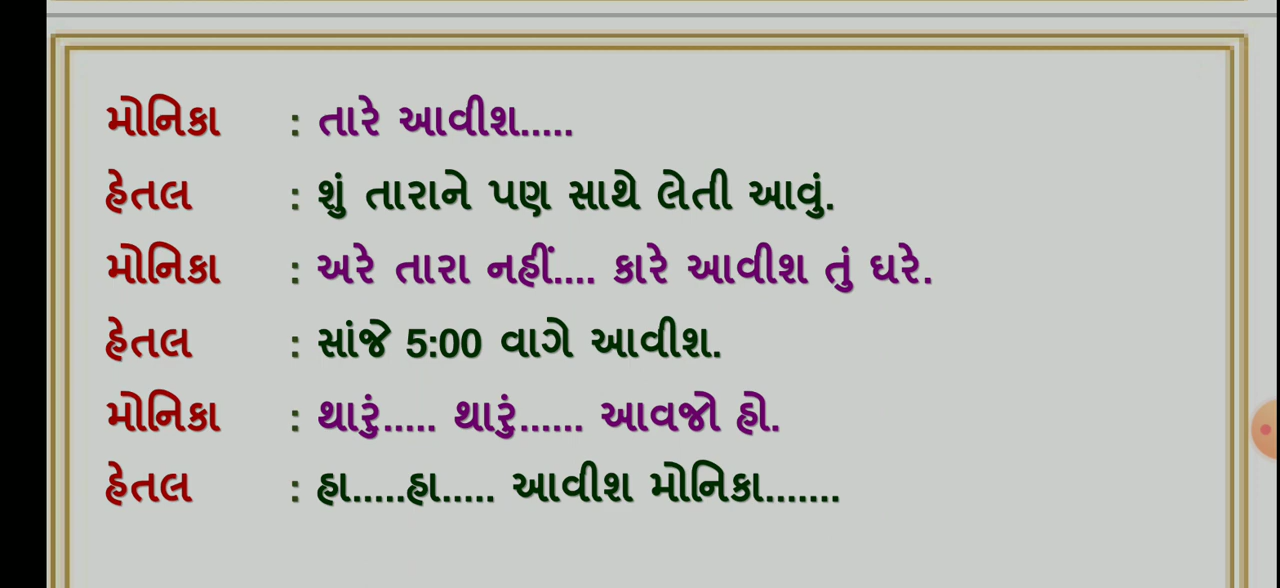 મોનિકા : તારે આવીશ.....
હેતલ : શું તારાને પણ સાથે લેતી આવું.
મોનિકા : અરે તારા નહીં.... કારે આવીશ તું ઘરે.
હેતલ : સાંજે 5:00 વાગે આવીશ.
મોનિકા : થારું..... થારું...... આવજો હો.
હેતલ : હા.....હા..... આવીશ મોનિકા.......